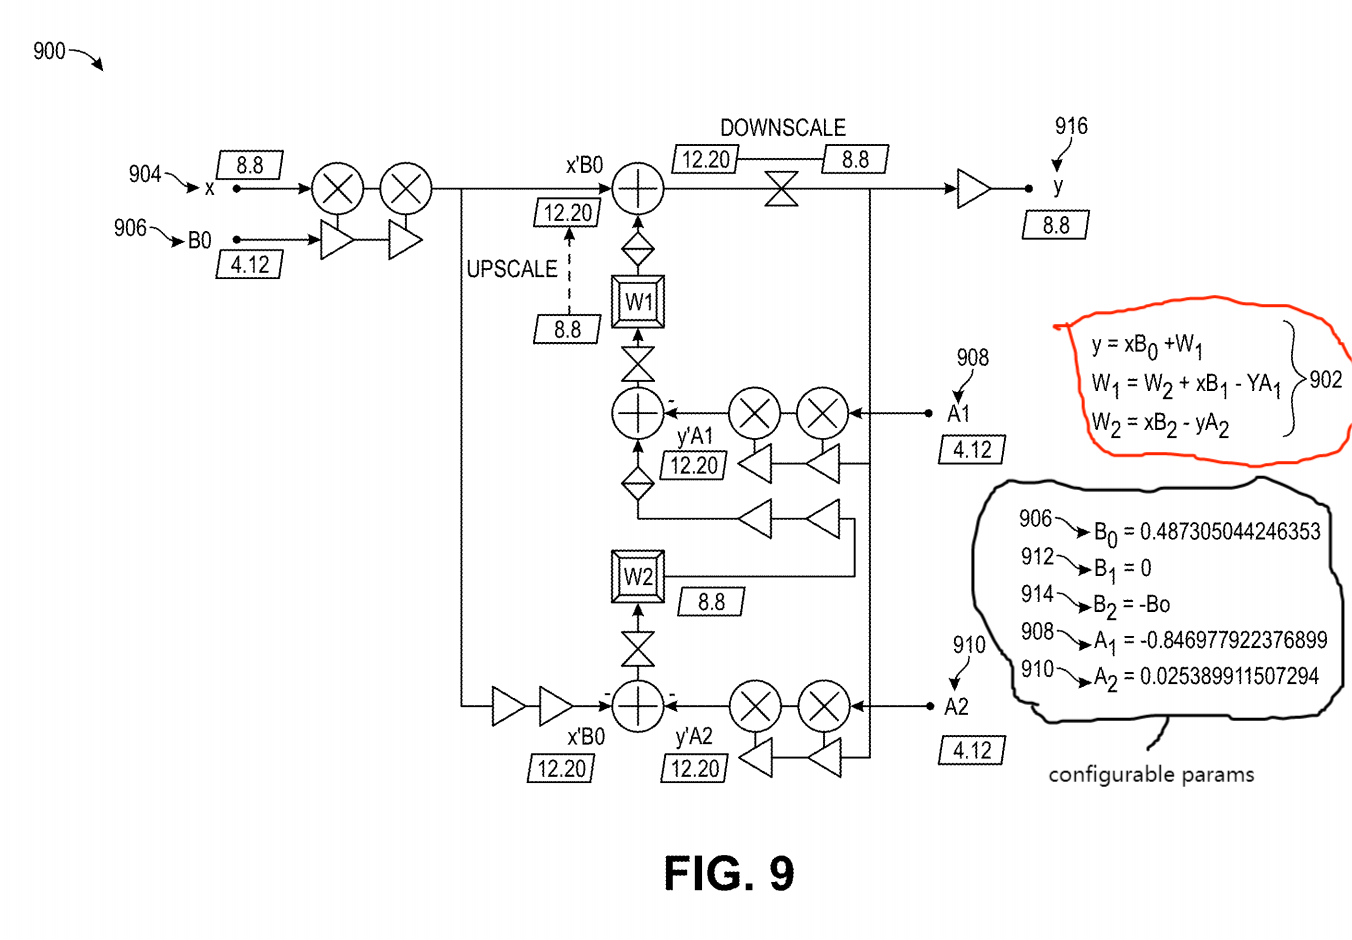 900
DOWNSCALE
916
904
x
8.8
x'B0
12.20
8.8
y
906
B0
4.12
12.20
8.8
UPSCALE
W1
8.8
908
A1
y'A1
12.20
4.12
y = xB0 +W1
W1 = W2 + xB1 - YA1
W2 = xB2 - yA2
902
W2
8.8
906
B0 = 0.487305044246353
912
B1 = 0
914
B2 = -Bo
908
A1 = -0.846977922376899
910
A2 = 0.025389911507294
910
A2
x'B0
12.20
y'A2
12.20
4.12
configurable params
FIG. 9